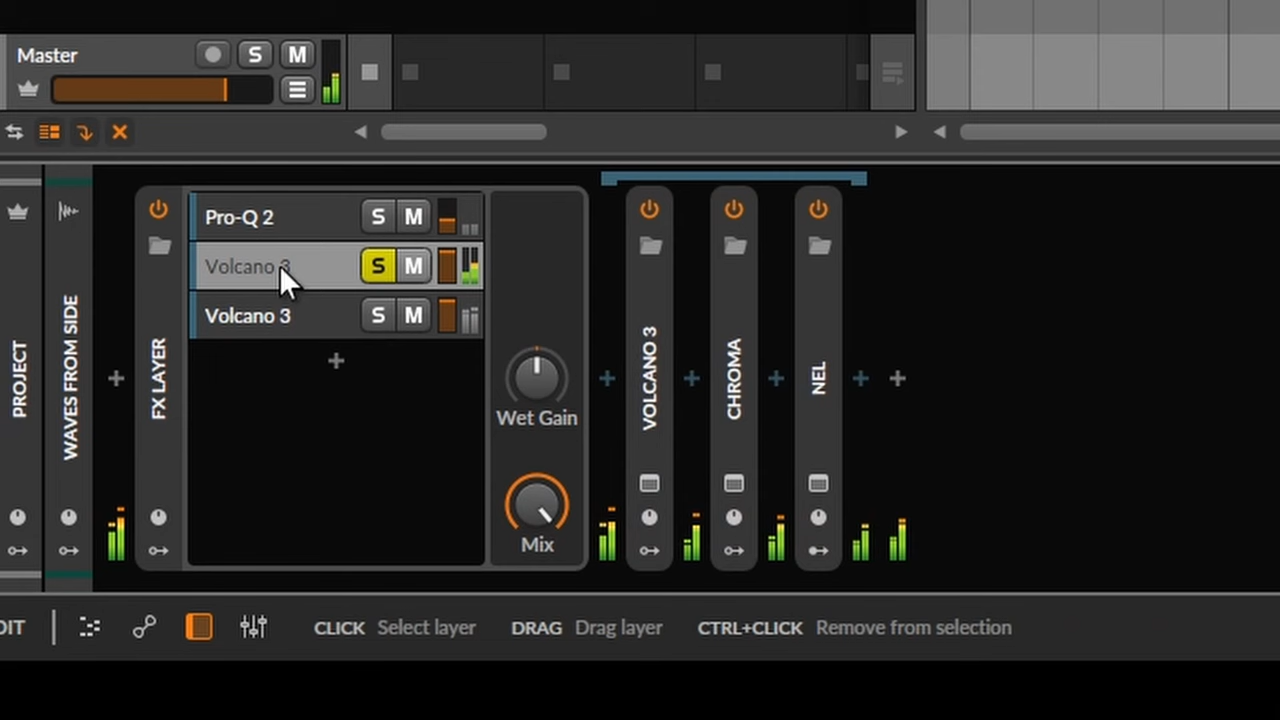 Master S M
Pro-Q 2 S M
Volcano 3 S M
Volcano 3 S M
PROJECT
WAVES FROM SIDE
FX LAYER
Wet Gain
Mix
VOLCANO 3
CHROMA
NEL
DIT CLICK Select layer DRAG Drag layer CTRL+CLICK Remove from selection